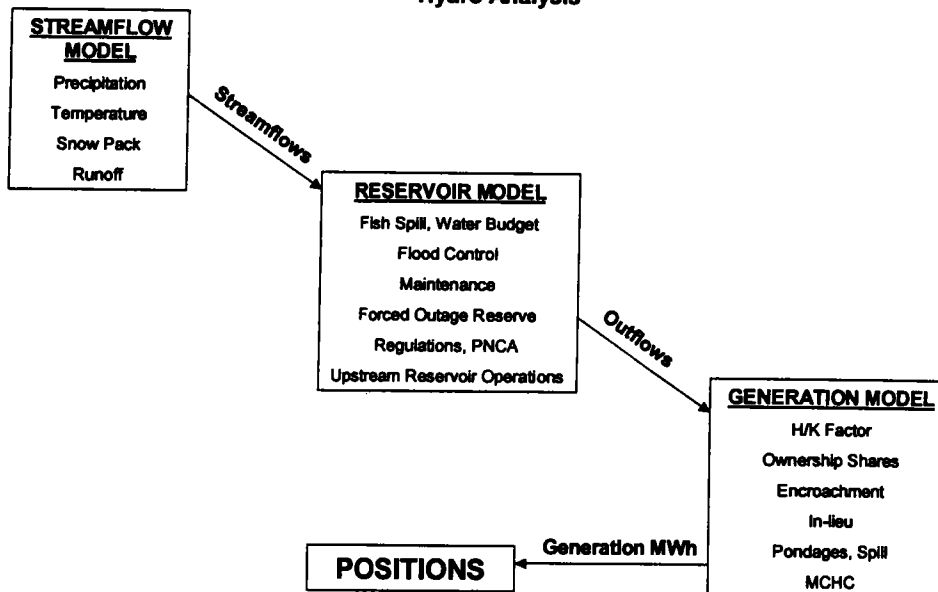 Hydro Analysis
STREAMFLOW
MODEL
Precipitation
Temperature
Snow Pack
Runoff
Streamflows
RESERVOIR MODEL
Fish Spill, Water Budget
Flood Control
Maintenance
Forced Outage Reserve
Regulations, PNCA
Upstream Reservoir Operations
Outflows
GENERATION MODEL
H/K Factor
Ownership Shares
Encroachment
In-lieu
Pondages, Spill
MCHC
Generation MWh
POSITIONS